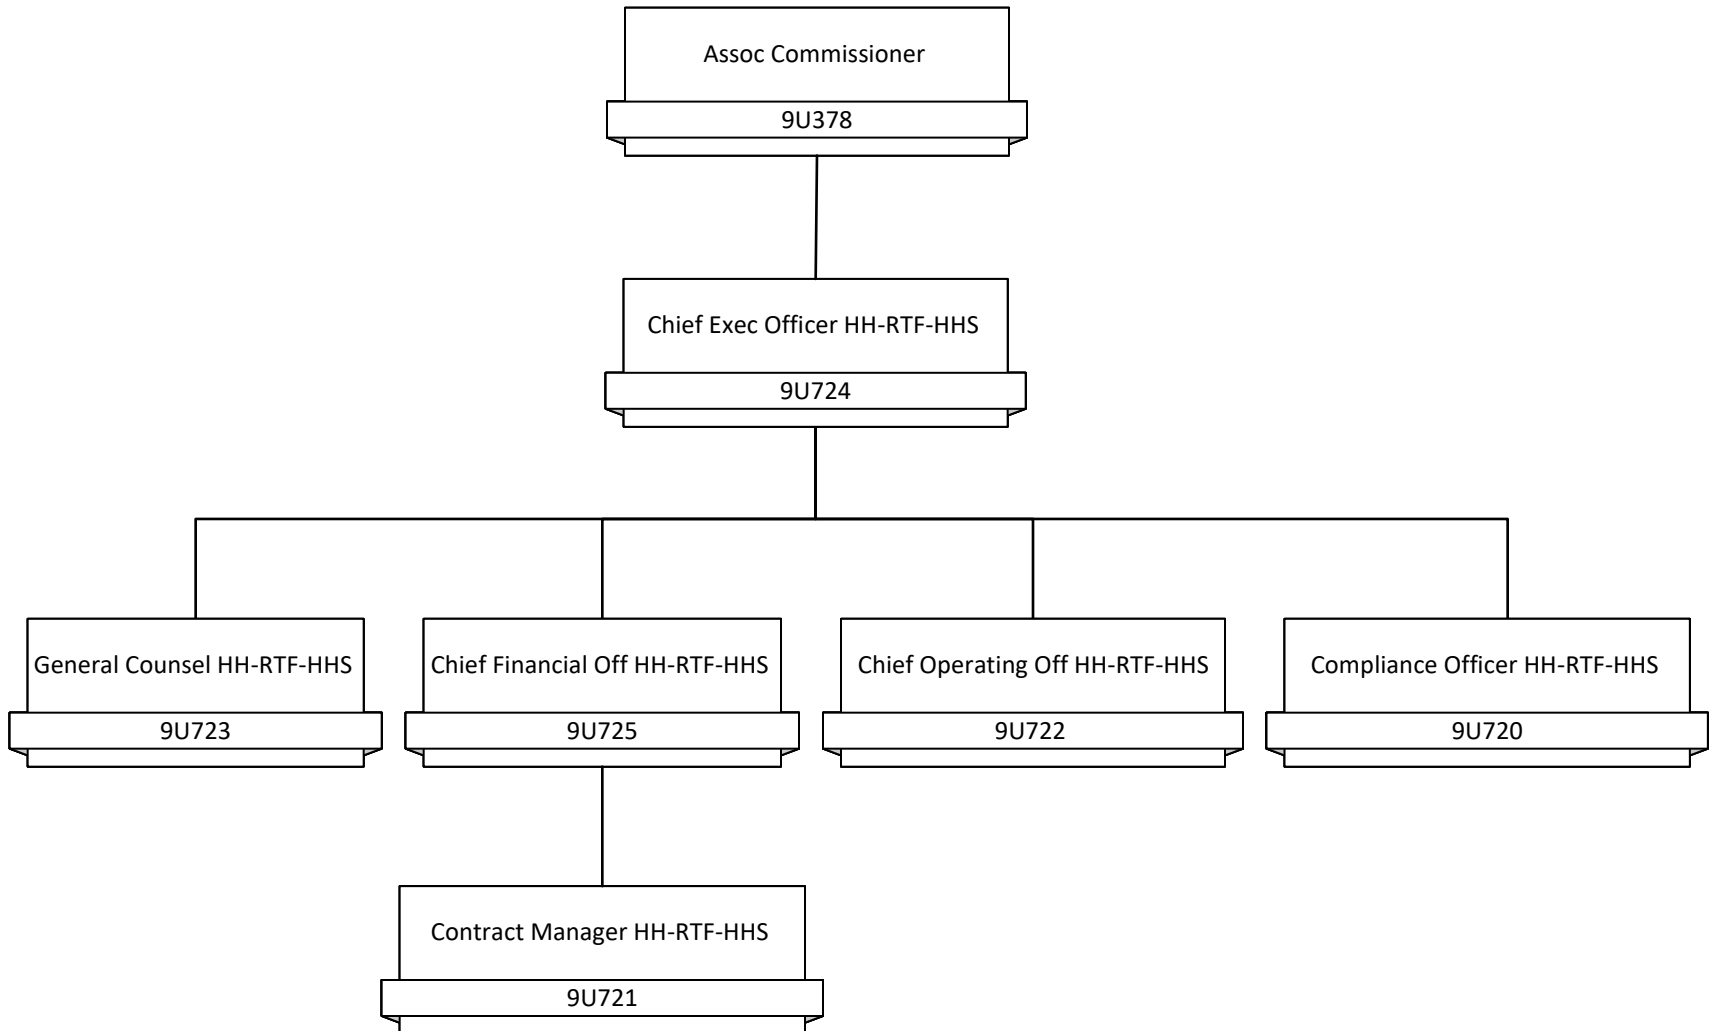 Assoc Commissioner
9U378
Chief Exec Officer HH-RTF-HHS
9U724
General Counsel HH-RTF-HHS
9U723
Chief Financial Off HH-RTF-HHS
9U725
Chief Operating Off HH-RTF-HHS
9U722
Compliance Officer HH-RTF-HHS
9U720
Contract Manager HH-RTF-HHS
9U721